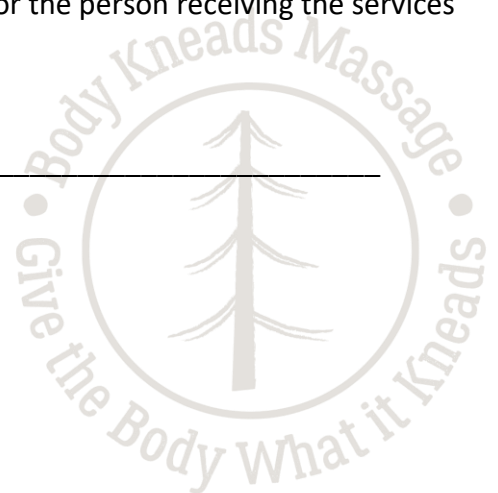 or the person receiving the services
Body Kneads Massage
Give the Body What it Kneads